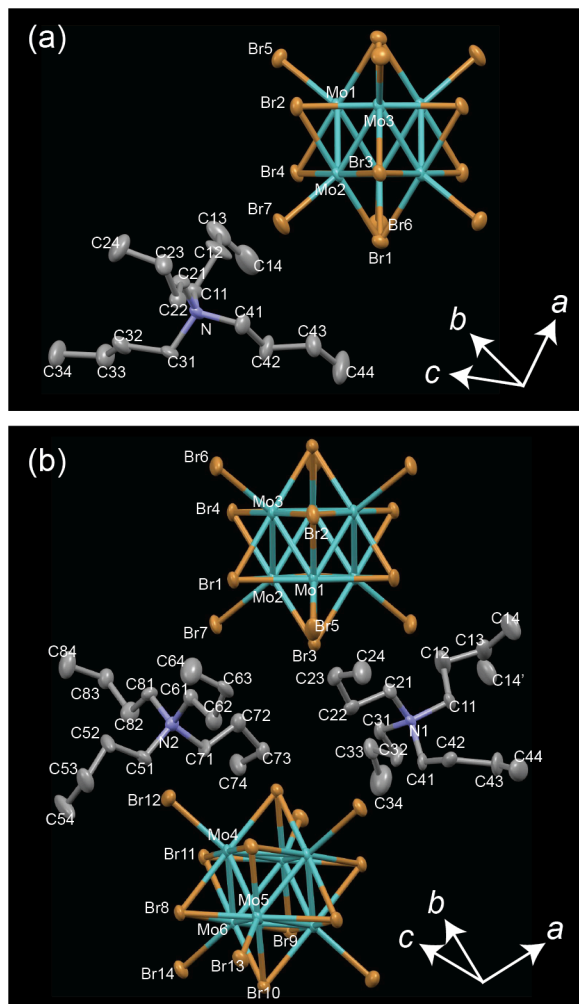 (a)
Br5
Mo1
Br2
Mo3
Br4
Br3
Mo2
Br7
Br6
Br1
C13
C24
C23
C12
C14
C21
C11
C22
N
C41
C32
C43
C34
C33
C31
C42
C44
a
b
c
(b)
Br6
Mo3
Br4
Br2
Br1
Mo1
Mo2
Br7
Br5
Br3
C14
C84
C64
C63
C24
C12
C13
C23
C14’
C83
C81
C61
C21
C82
C62
C22
C11
C52
C72
C31
N1
N2
C53
C51
C71
C73
C33
C32
C42
C44
C74
C41
C43
C54
C34
Br12
Mo4
Br11
Mo5
Br8
Mo6
Br9
Br13
Br14
Br10
b
c
a